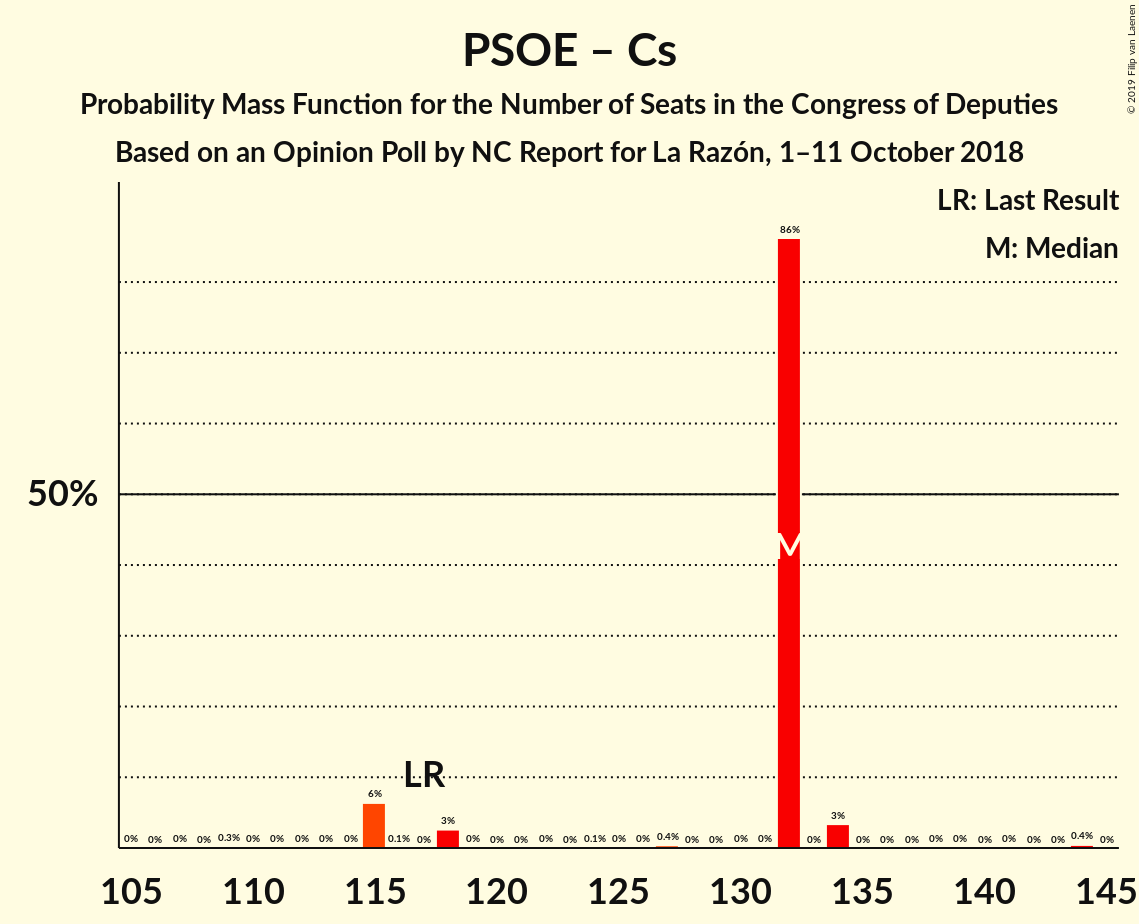 PSOE – Cs
Probability Mass Function for the Number of Seats in the Congress of Deputies
Based on an Opinion Poll by NC Report for La Razón, 1–11 October 2018
© 2019 Filip van Laenen
LR: Last Result
M: Median
86%
50%
M
LR
6%
3%
3%
0% 0% 0% 0% 0.3% 0% 0% 0% 0% 0% 0.1% 0% 0% 0% 0% 0% 0% 0.1% 0% 0% 0.4% 0% 0% 0% 0% 0% 0% 0% 0% 0% 0% 0% 0% 0% 0% 0.4% 0%
105 110 115 120 125 130 135 140 145